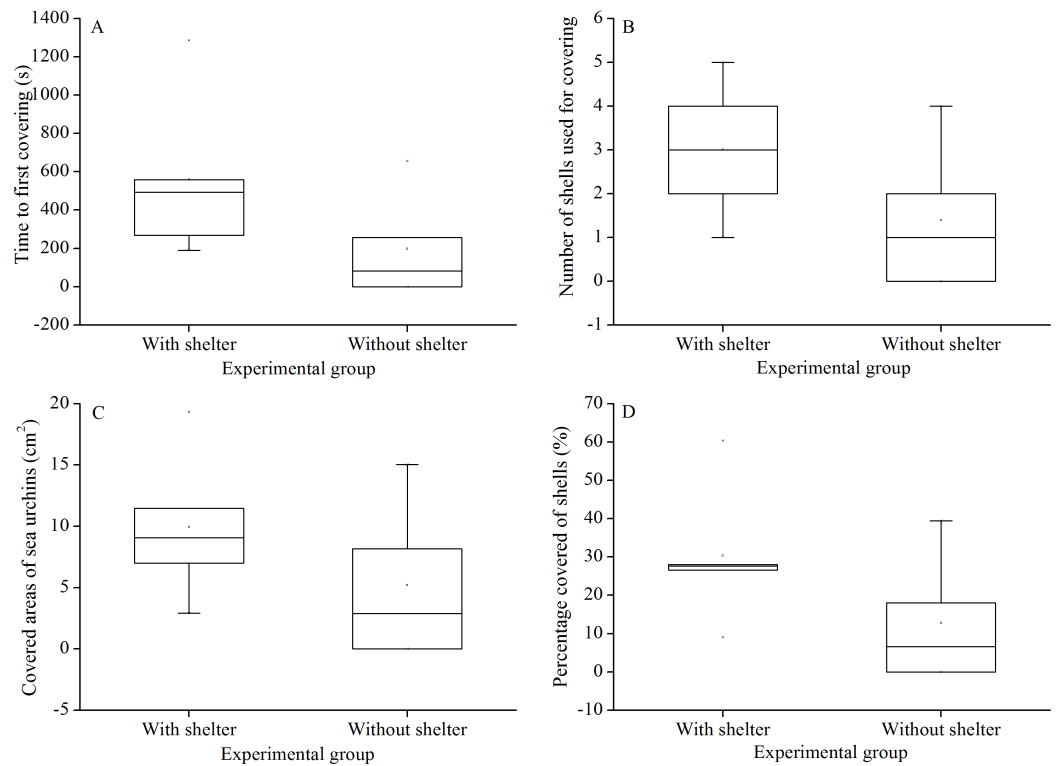 A
Time to first covering (s)
1400
1200
1000
800
600
400
200
0
-200
With shelter
Without shelter
Experimental group
B
Number of shells used for covering
6
5
4
3
2
1
0
-1
With shelter
Without shelter
Experimental group
C
Covered areas of sea urchins (cm²)
20
15
10
5
0
-5
With shelter
Without shelter
Experimental group
D
Percentage covered of shells (%)
70
60
50
40
30
20
10
0
-10
With shelter
Without shelter
Experimental group